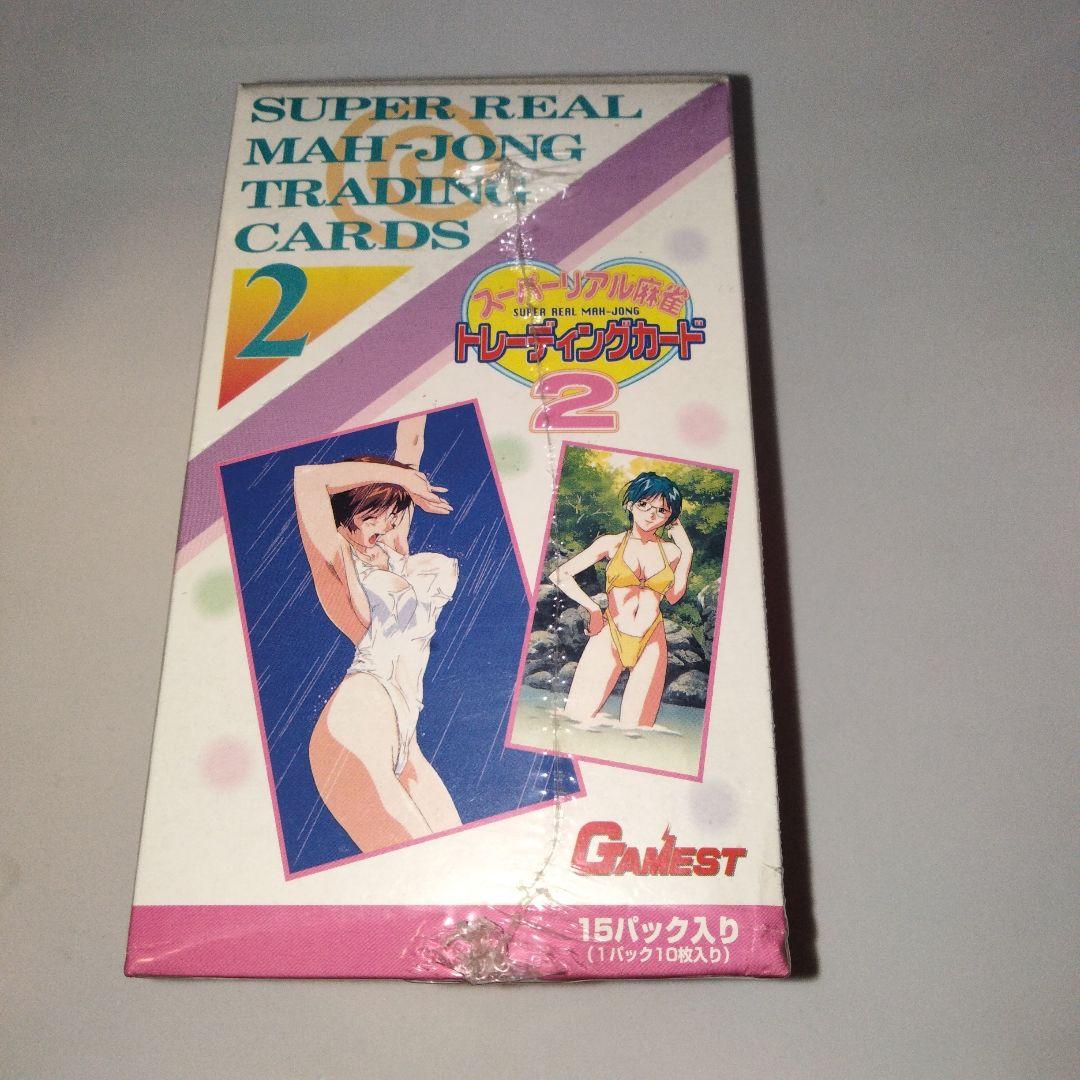 SUPER REAL
MAH-JONG
TRADING
CARDS
2
スーパーリアル麻雀
SUPER REAL MAH-JONG
トレーディングカード
2
GAMEST
15パック入り
(1パック10枚入り)